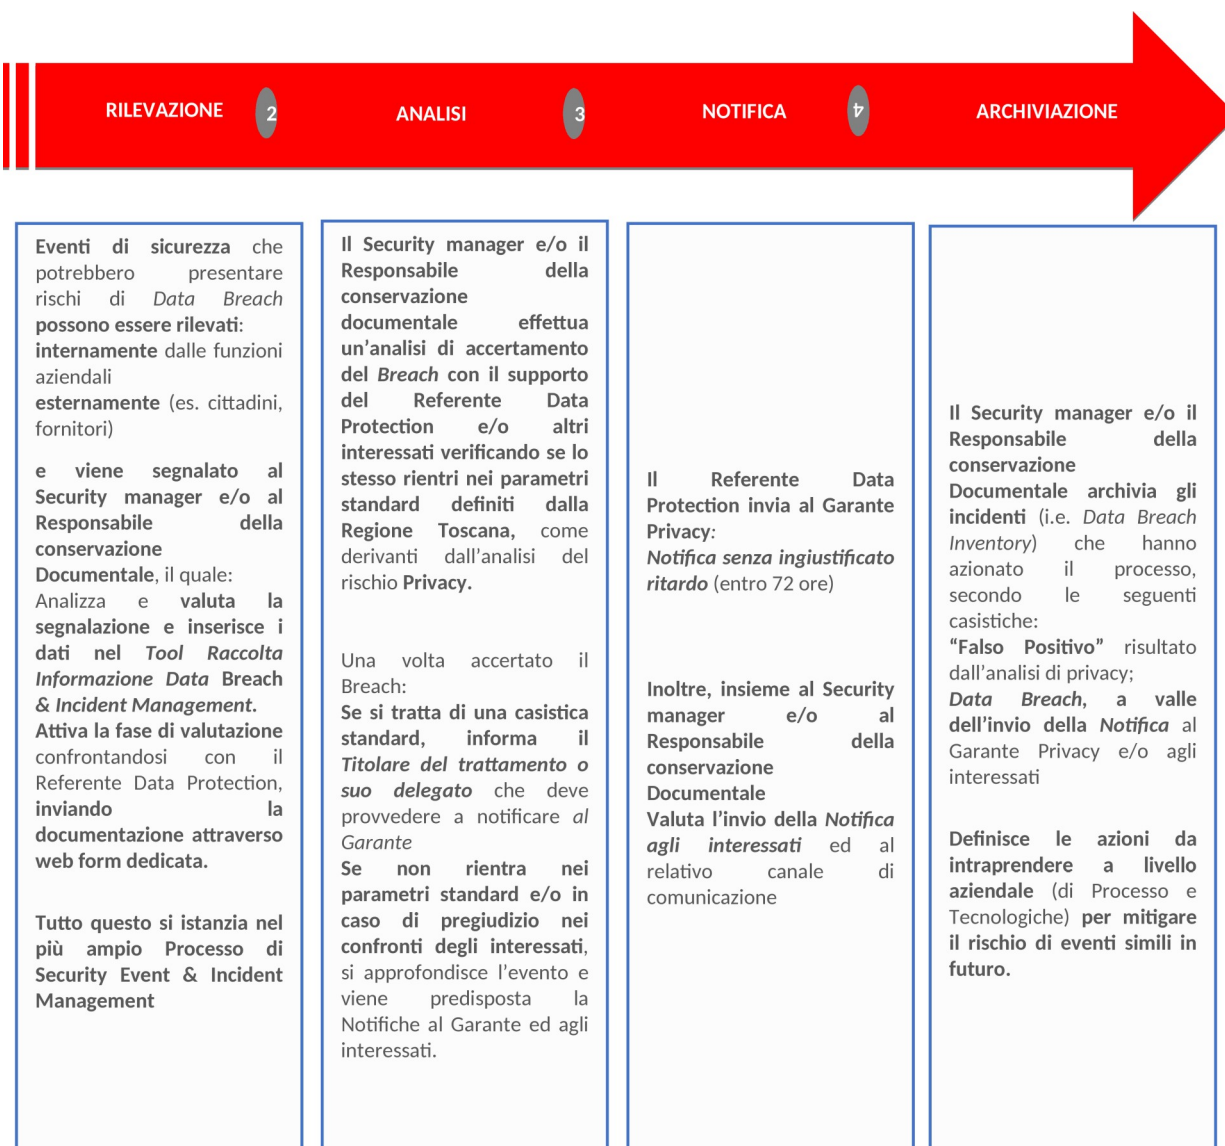 RILEVAZIONE
2
ANALISI
3
NOTIFICA
4
ARCHIVIAZIONE
Eventi di sicurezza che
potrebbero presentare
rischi di Data Breach
possono essere rilevati:
internamente dalle funzioni
aziendali
esternamente (es. cittadini,
fornitori)
e viene segnalato al
Security manager e/o al
Responsabile della
conservazione
Documentale, il quale:
Analizza e valuta la
segnalazione e inserisce i
dati nel Tool Raccolta
Informazione Data Breach
& Incident Management.
Attiva la fase di valutazione
confrontandosi con il
Referente Data Protection,
inviando la
documentazione attraverso
web form dedicata.
Tutto questo si istanzia nel
più ampio Processo di
Security Event & Incident
Management
Il Security manager e/o il
Responsabile della
conservazione
documentale effettua
un’analisi di accertamento
del Breach con il supporto
del Referente Data
Protection e/o altri
interessati verificando se lo
stesso rientri nei parametri
standard definiti dalla
Regione Toscana, come
derivanti dall’analisi del
rischio Privacy.
Una volta accertato il
Breach:
Se si tratta di una casistica
standard, informa il
Titolare del trattamento o
suo delegato che deve
provvedere a notificare al
Garante
Se non rientra nei
parametri standard e/o in
caso di pregiudizio nei
confronti degli interessati,
si approfondisce l’evento e
viene predisposta la
Notifiche al Garante ed agli
interessati.
Il Referente Data
Protection invia al Garante
Privacy:
Notifica senza ingiustificato
ritardo (entro 72 ore)
Inoltre, insieme al Security
manager e/o al
Responsabile della
conservazione
Documentale
Valuta l’invio della Notifica
agli interessati ed al
relativo canale di
comunicazione
Il Security manager e/o il
Responsabile della
conservazione
Documentale archivia gli
incidenti (i.e. Data Breach
Inventory) che hanno
azionato il processo,
secondo le seguenti
casistiche:
“Falso Positivo” risultato
dall’analisi di privacy;
Data Breach, a valle
dell’invio della Notifica al
Garante Privacy e/o agli
interessati
Definisce le azioni da
intraprendere a livello
aziendale (di Processo e
Tecnologiche) per mitigare
il rischio di eventi simili in
futuro.